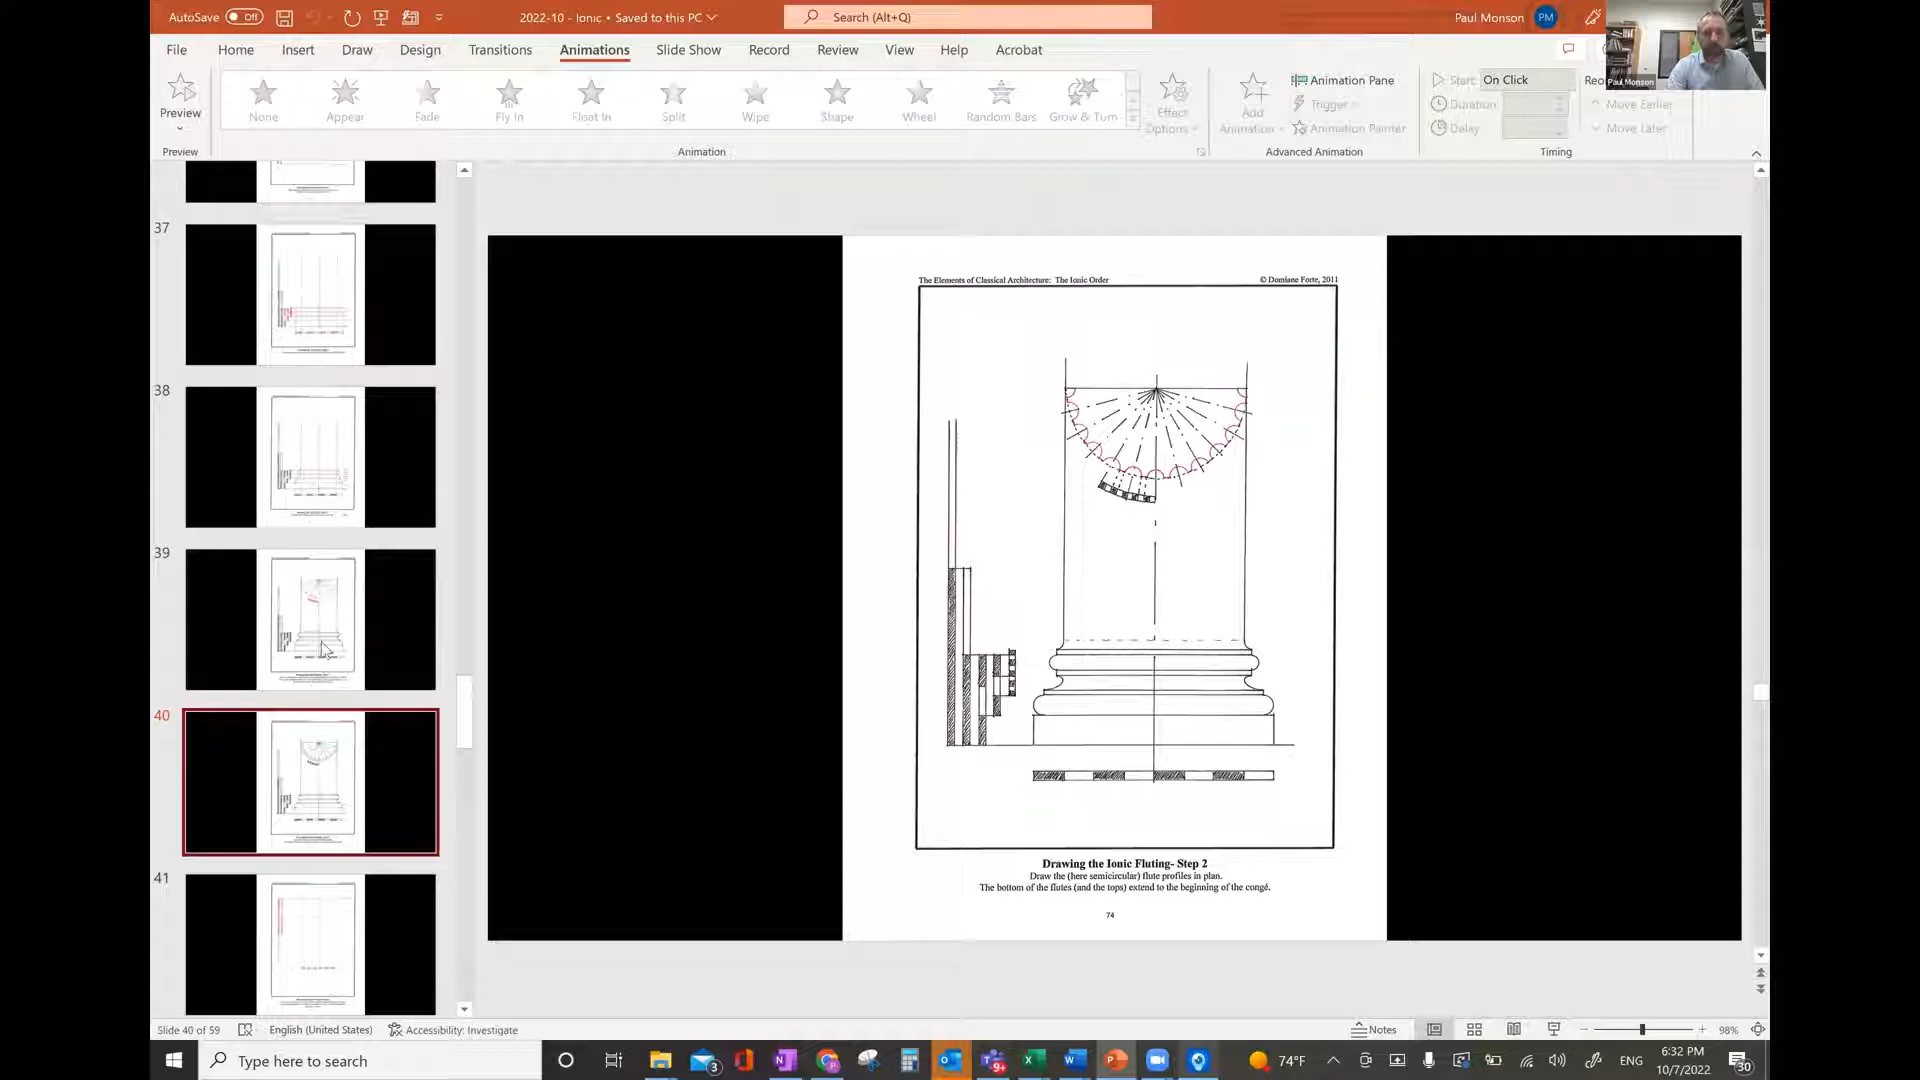 AutoSave Off 2022-10 - Ionic • Saved to this PC Search (Alt+Q) Paul Monson PM
File Home Insert Draw Design Transitions Animations Slide Show Record Review View Help Acrobat
Preview None Appear Fade Fly In Float In Split Wipe Shape Wheel Random Bars Grow & Turn
Effect Options
Add Animation
Animation Pane
Trigger
Animation Painter
Start: On Click
Duration
Delay
Move Earlier
Move Later
Paul Monson
Preview Animation Advanced Animation Timing
37
38
39
40
41
The Elements of Classical Architecture: The Ionic Order © Domiane Forte, 2011
Drawing the Ionic Fluting- Step 2
Draw the (here semicircular) flute profiles in plan.
The bottom of the flutes (and the tops) extend to the beginning of the congé.
74
Slide 40 of 59 English (United States) Accessibility: Investigate Notes 98%
Type here to search 3 9+ 74°F ENG 6:32 PM
10/7/2022 30